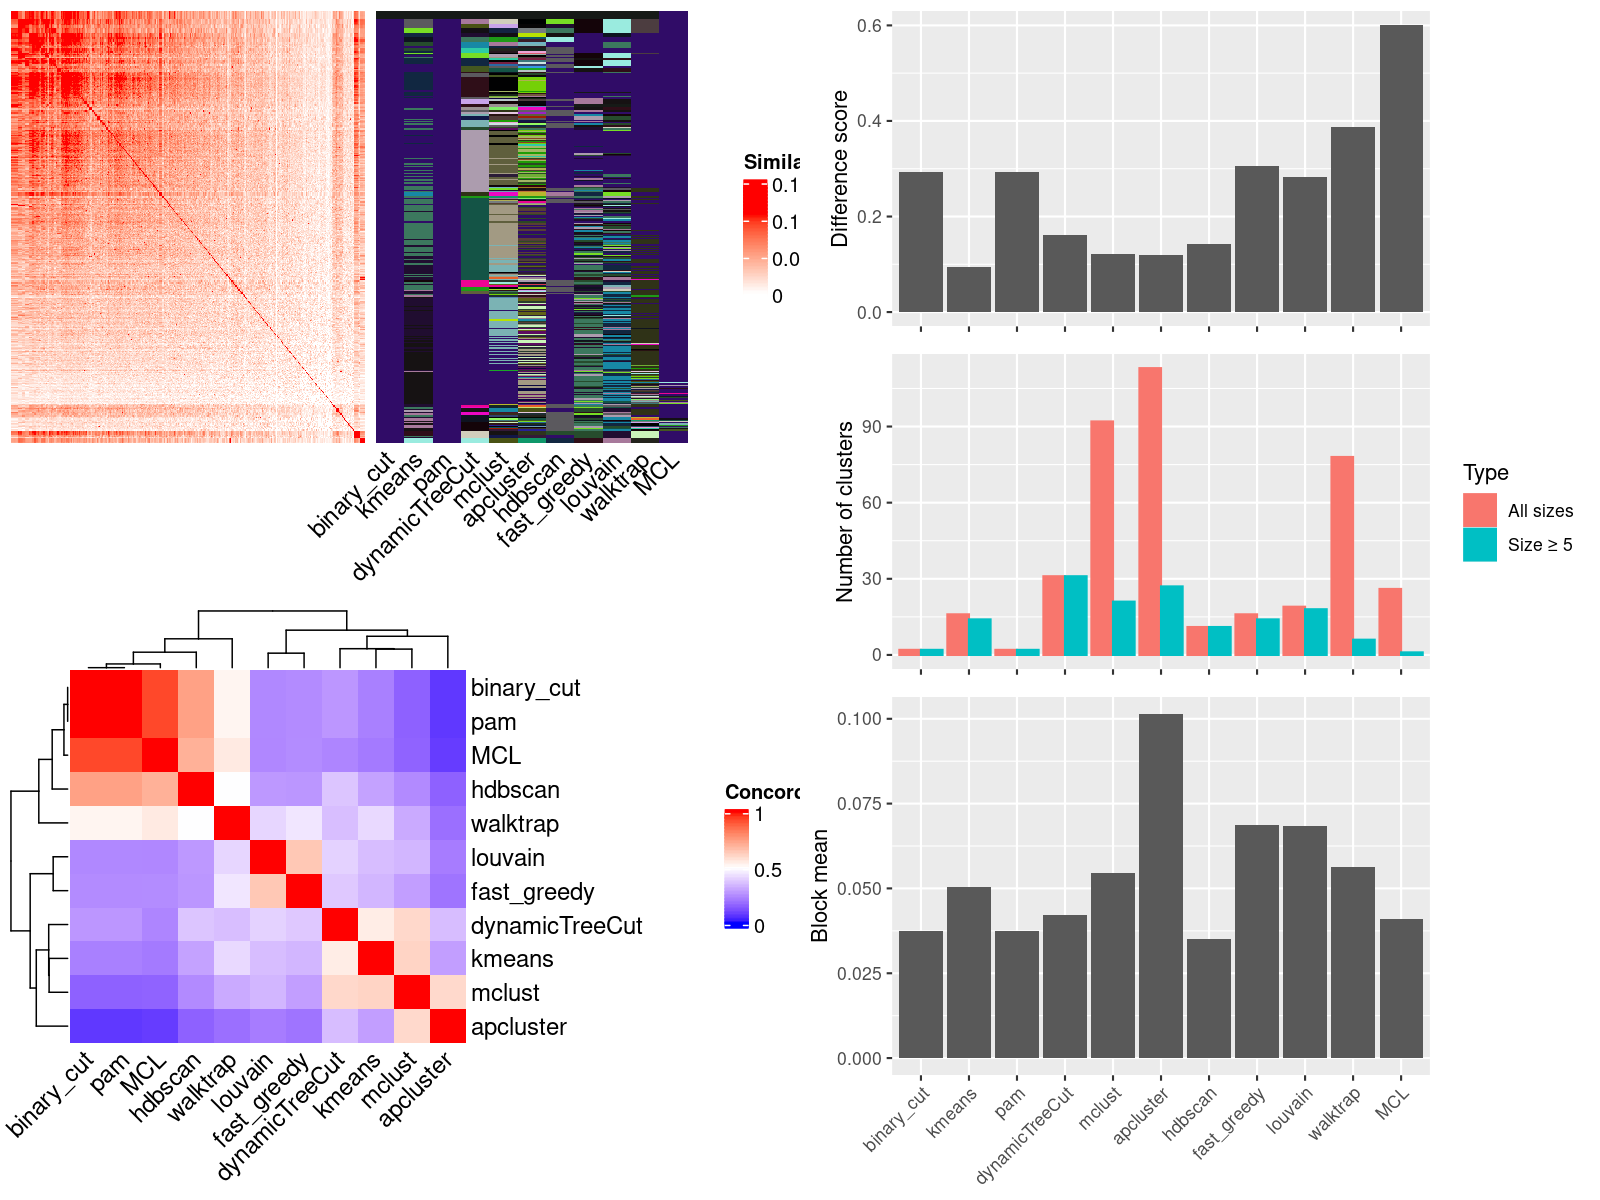 Simila
0.1
0.1
0.0
0
binary_cut
kmeans
pam
dynamicTreeCut
mclust
apcluster
hdbscan
fast_greedy
louvain
walktrap
MCL
binary_cut
pam
MCL
hdbscan
walktrap
louvain
fast_greedy
dynamicTreeCut
kmeans
mclust
apcluster
binary_cut
pam
MCL
hdbscan
walktrap
louvain
fast_greedy
dynamicTreeCut
kmeans
mclust
apcluster
Concord
1
0.5
0
Difference score
0.6
0.4
0.2
0.0
Number of clusters
90
60
30
0
Type
All sizes
Size ≥ 5
Block mean
0.100
0.075
0.050
0.025
0.000
binary_cut
kmeans
pam
dynamicTreeCut
mclust
apcluster
hdbscan
fast_greedy
louvain
walktrap
MCL